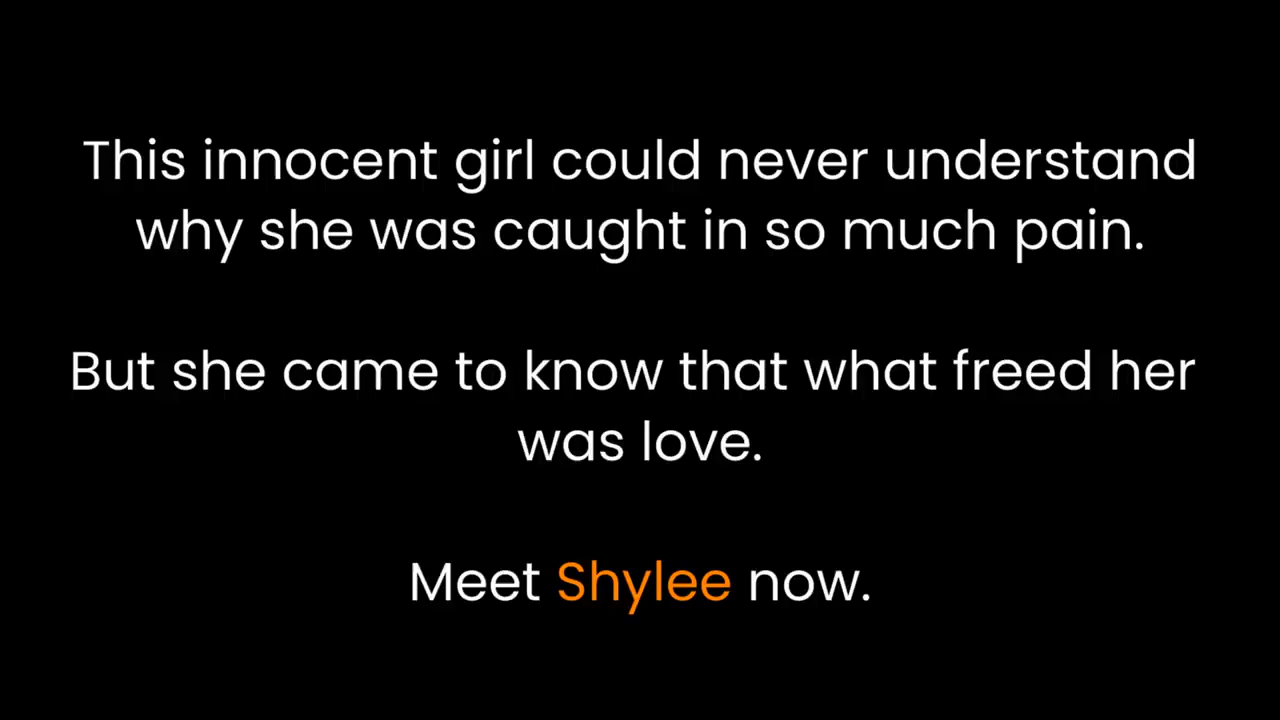 This innocent girl could never understand
why she was caught in so much pain.
But she came to know that what freed her
was love.
Meet Shylee now.